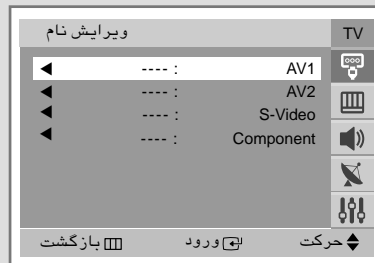 TV ویرایش نام
AV1 : ----
AV2 : ----
S-Video : ----
Component : ----
حرکت ورود بازگشت